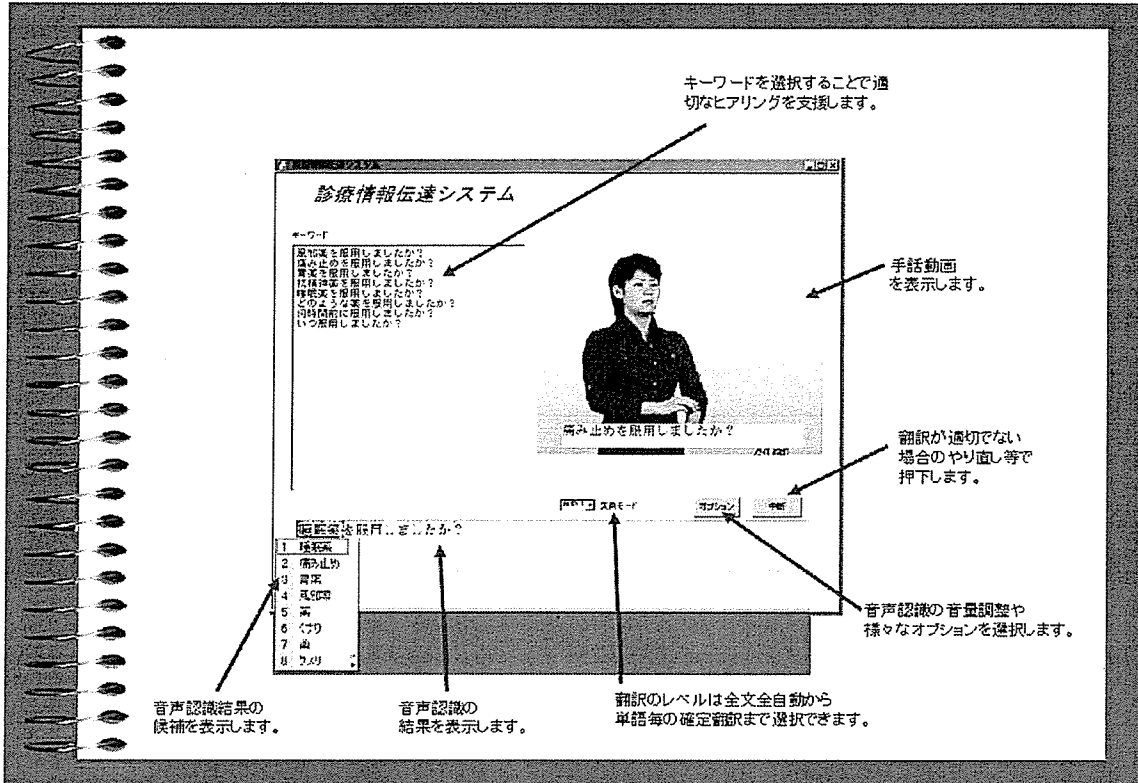 キーワードを選択することで適
切なヒアリングを支援します。
診療情報伝達システム
キーワード
風邪薬を服用しましたか？
痛み止めを服用しましたか？
胃薬を服用しましたか？
抗精神薬を服用しましたか？
睡眠薬を服用しましたか？
どのような薬を服用しましたか？
何時間前に服用しましたか？
いつ服用しましたか？
手話動画
を表示します。
痛み止めを服用しましたか？
翻訳が適切でない
場合のやり直し等で
押下します。
オプション
中断
睡眠薬を服用しましたか？
1 睡眠薬
2 痛み止め
3 胃薬
4 風邪薬
5 薬
6 くすり
7
8 クスリ
音声認識の音量調整や
様々なオプションを選択します。
音声認識結果の
候補を表示します。
音声認識の
結果を表示します。
翻訳のレベルは全文全自動から
単語毎の確定翻訳まで選択できます。